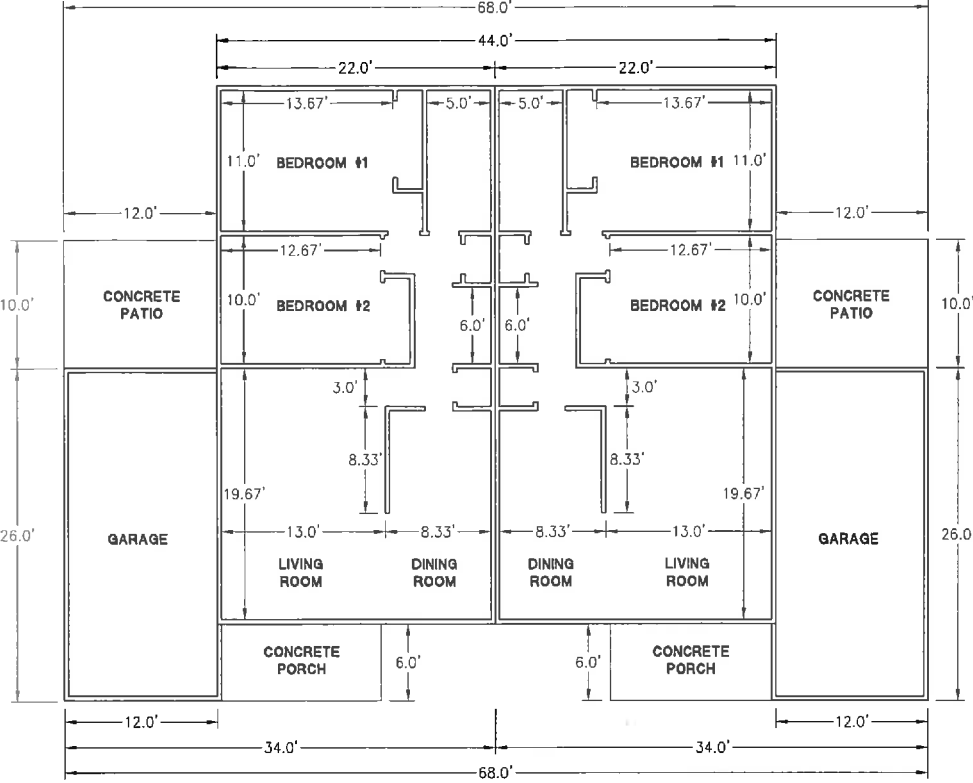 68.0'
44.0'
22.0' 22.0'
13.67' 5.0' 5.0' 13.67'
11.0' BEDROOM #1 BEDROOM #1 11.0'
12.0' 12.0'
12.67' 12.67'
10.0' CONCRETE PATIO 10.0' BEDROOM #2 BEDROOM #2 10.0' CONCRETE PATIO 10.0'
6.0' 6.0'
3.0' 3.0'
8.33' 8.33'
19.67' 19.67'
13.0' 8.33' 8.33' 13.0'
26.0' GARAGE GARAGE 26.0
LIVING ROOM DINING ROOM DINING ROOM LIVING ROOM
CONCRETE PORCH 6.0' 6.0' CONCRETE PORCH
12.0' 12.0'
34.0' 34.0'
68.0'